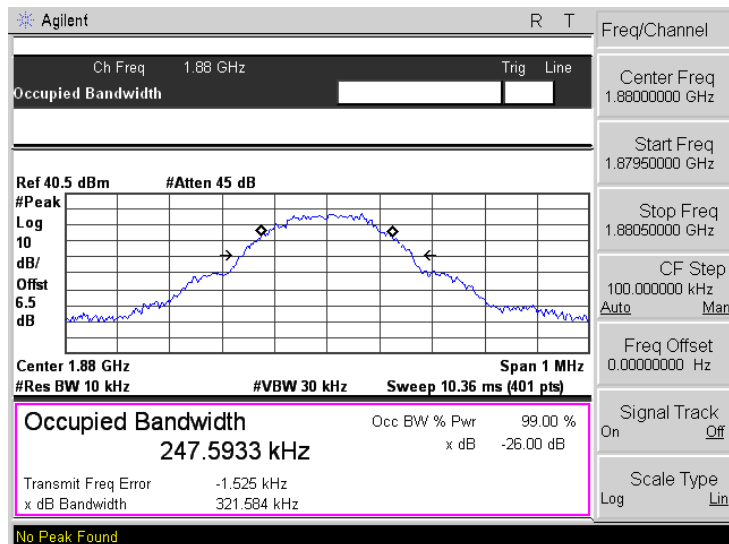 Agilent R T
Ch Freq 1.88 GHz Trig Line
Occupied Bandwidth
Ref 40.5 dBm #Atten 45 dB
#Peak
Log
10
dB/
Offst
6.5
dB
Center 1.88 GHz Span 1 MHz
#Res BW 10 kHz #VBW 30 kHz Sweep 10.36 ms (401 pts)
Occupied Bandwidth Occ BW % Pwr 99.00 %
247.5933 kHz x dB -26.00 dB
Transmit Freq Error -1.525 kHz
x dB Bandwidth 321.584 kHz
No Peak Found
Freq/Channel
Center Freq
1.88000000 GHz
Start Freq
1.87950000 GHz
Stop Freq
1.88050000 GHz
CF Step
100.000000 kHz
Auto Man
Freq Offset
0.00000000 Hz
Signal Track
On Off
Scale Type
Log Lin